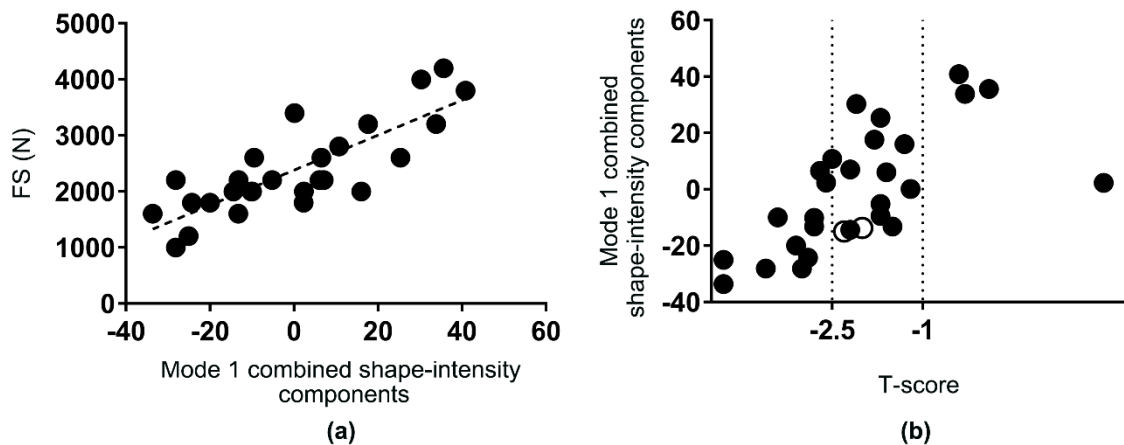 5000
4000
3000
2000
1000
0
FS (N)
-40 -20 0 20 40 60
Mode 1 combined shape-intensity
components
(a)
60
40
20
0
-20
-40
Mode 1 combined
shape-intensity components
-2.5 -1
T-score
(b)